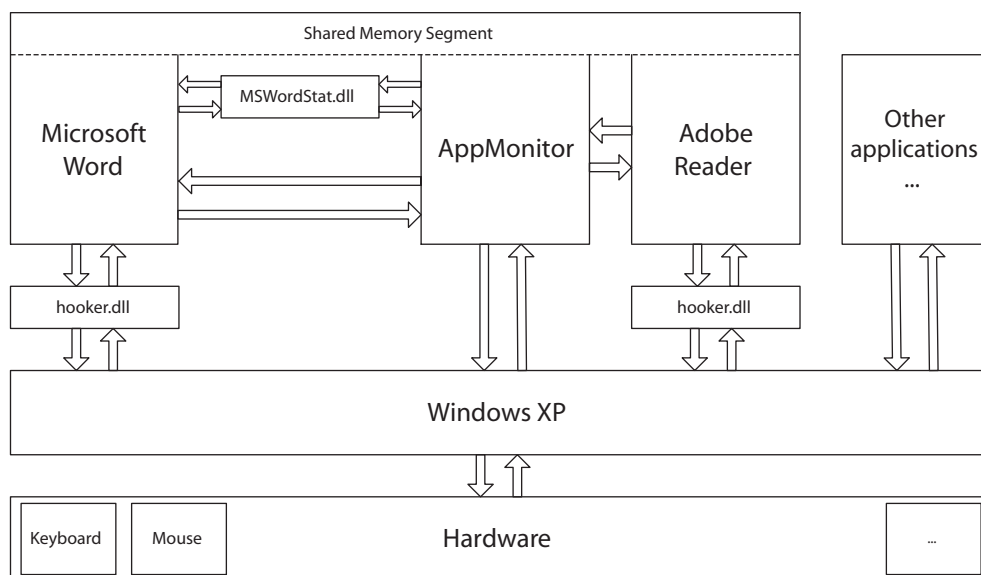 Shared Memory Segment
MSWordStat.dll
Microsoft
Word
AppMonitor
Adobe
Reader
Other
applications
...
hooker.dll
hooker.dll
Windows XP
Keyboard
Mouse
Hardware
...